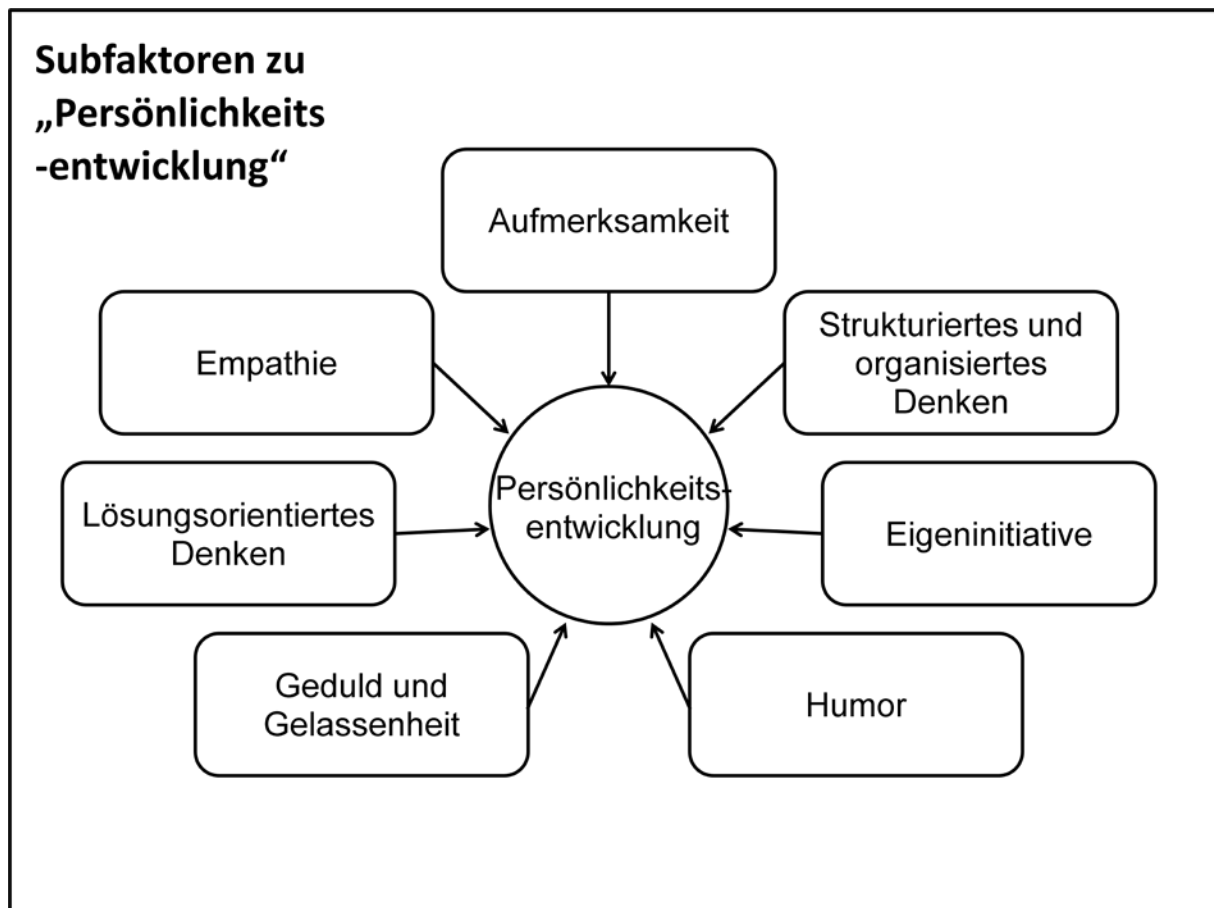 Subfaktoren zu
„Persönlichkeits
-entwicklung“
Aufmerksamkeit
Empathie
Strukturiertes und
organisiertes
Denken
Persönlichkeits-
entwicklung
Lösungsorientiertes
Denken
Eigeninitiative
Geduld und
Gelassenheit
Humor